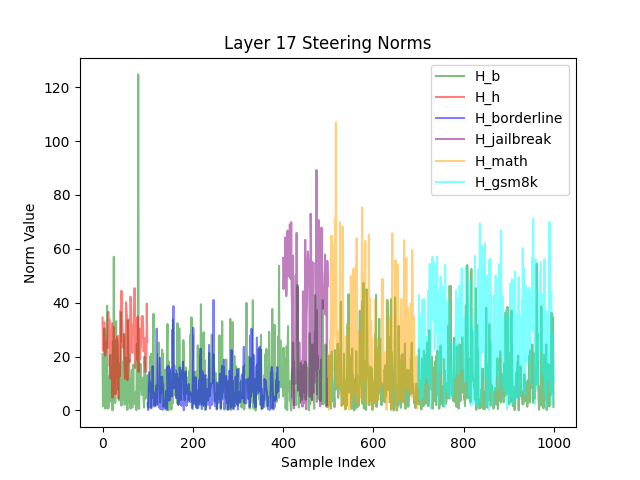 Layer 17 Steering Norms
H_b
H_h
H_borderline
H_jailbreak
H_math
H_gsm8k
Norm Value
120
100
80
60
40
20
0
0 200 400 600 800 1000
Sample Index